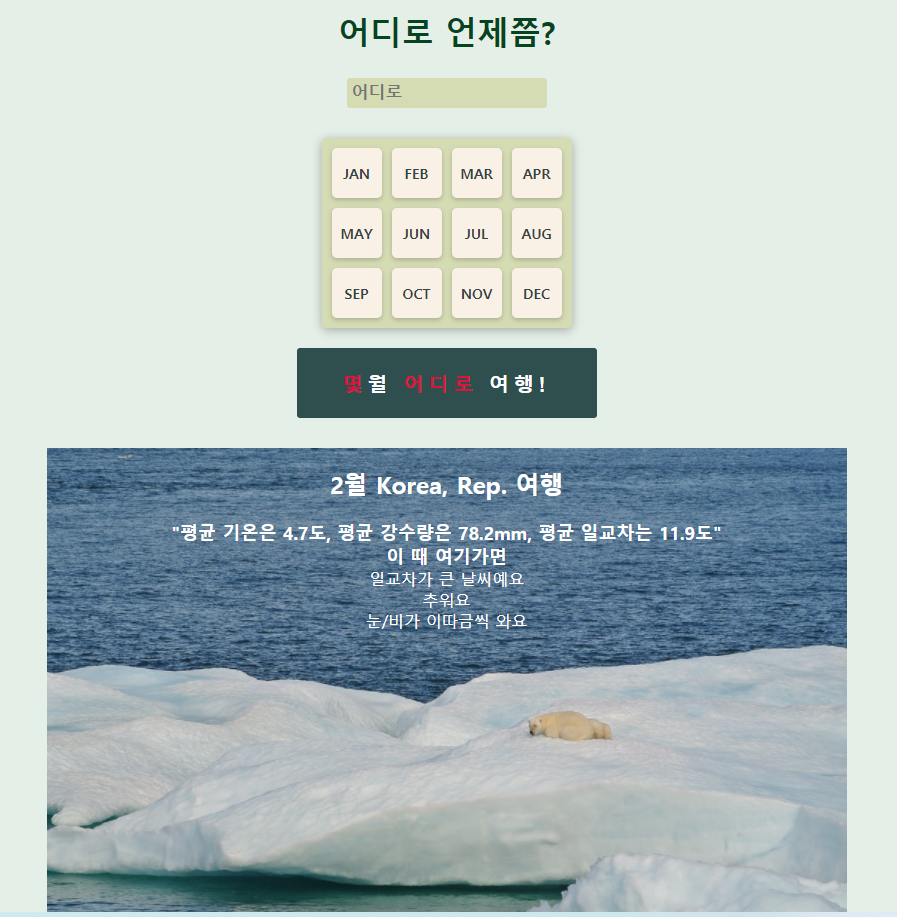 어디로 언제쯤?
어디로
JAN FEB MAR APR
MAY JUN JUL AUG
SEP OCT NOV DEC
몇월 어디로 여행!
2월 Korea, Rep. 여행
"평균 기온은 4.7도, 평균 강수량은 78.2mm, 평균 일교차는 11.9도"
이 때 여기가면
일교차가 큰 날씨예요
추워요
눈/비가 이따금씩 와요